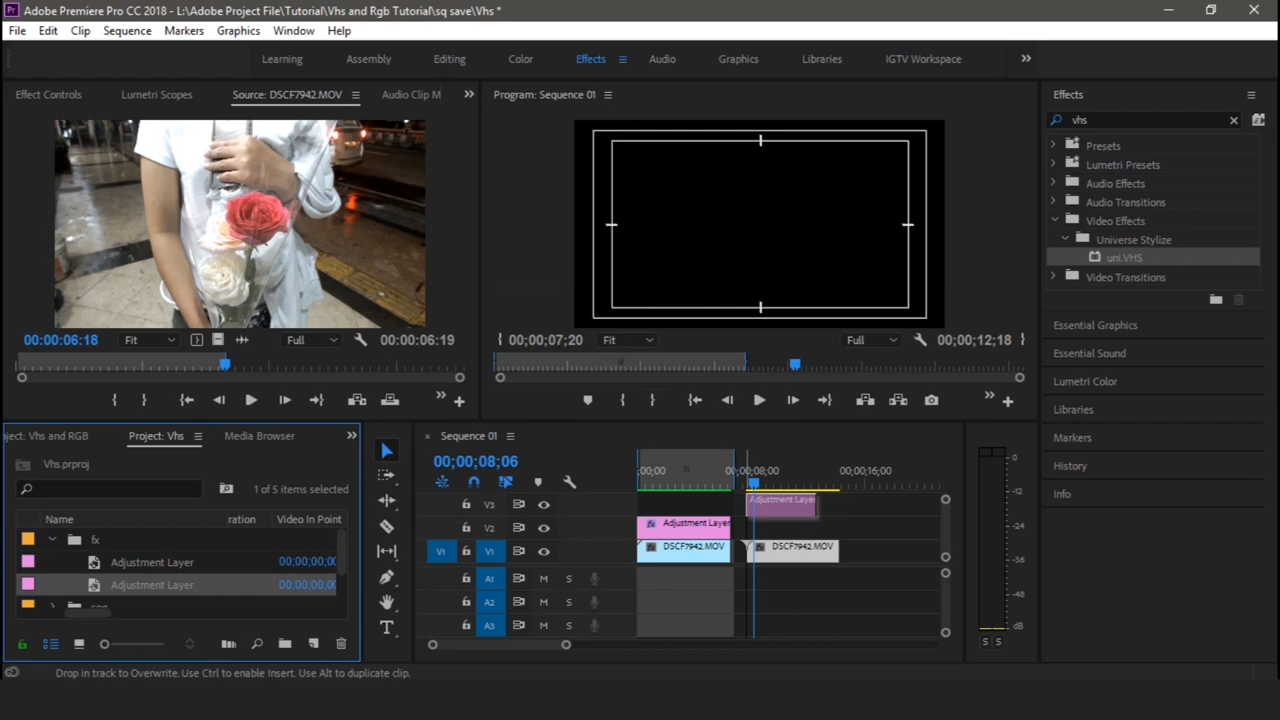 Adobe Premiere Pro CC 2018 - L:\Adobe Project File\Tutorial\Vhs and Rgb Tutorial\sq save\Vhs *
File Edit Clip Sequence Markers Graphics Window Help
Learning Assembly Editing Color Effects Audio Graphics Libraries IGTV Workspace
Effect Controls Lumetri Scopes Source: DSCF7942.MOV Audio Clip M
Program: Sequence 01
00:00:06:18 Fit Full 00:00:06:19
00;00;07;20 Fit Full 00;00;12;18
Effects
vhs
Presets
Lumetri Presets
Audio Effects
Audio Transitions
Video Effects
Universe Stylize
uni.VHS
Video Transitions
Essential Graphics
Essential Sound
Lumetri Color
Libraries
Markers
History
Info
oject: Vhs and RGB Project: Vhs Media Browser
Vhs.prproj
1 of 5 items selected
Name ration Video In Point
fx
Adjustment Layer 00;00;00;0
Adjustment Layer 00;00;00;0
Sequence 01
00;00;08;06
;00;00 00;00;08;00 00;00;16;00
V3 Adjustment Laye
V2 Adjustment Layer
V1 V1 DSCF7942.MOV DSCF7942.MOV
A1 M S
A2 M S
A3 M S
0
-6
-12
-18
-24
-30
-36
-42
-48
-54
dB
S S
Drop in track to Overwrite. Use Ctrl to enable Insert. Use Alt to duplicate clip.